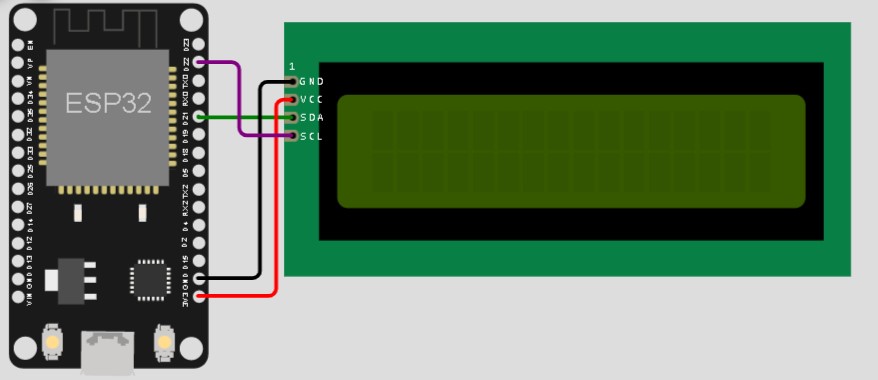 ESP32
EN
VP
VN
D34
D35
D32
D33
D25
D26
D27
D14
D12
D13
GND
VIN
D23
D22
TX0
RX0
D21
D19
D18
D5
TX2
RX2
D4
D2
D15
GND
3V3
1
GND
VCC
SDA
SCL